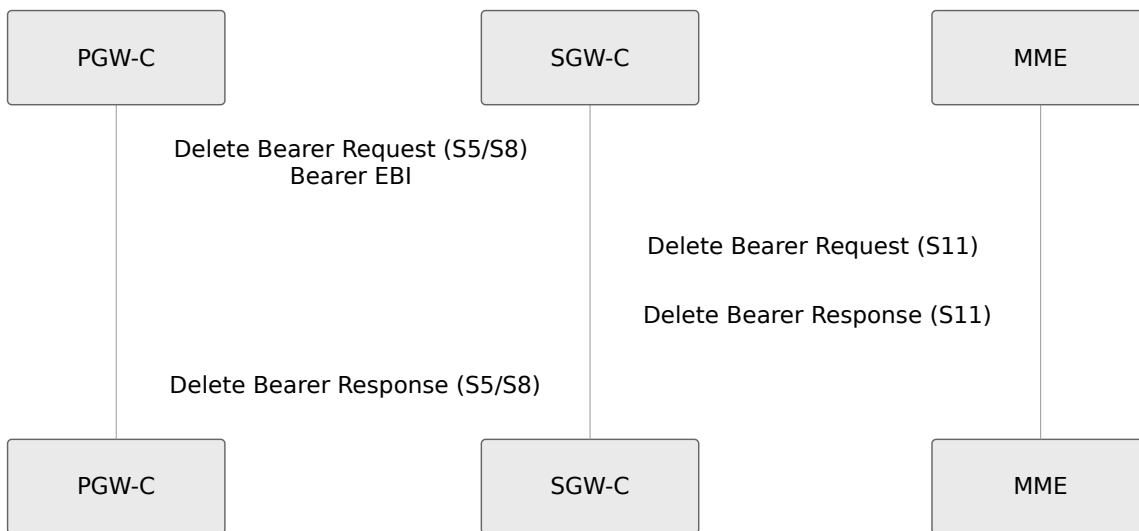 PGW-C
SGW-C
MME
Delete Bearer Request (S5/S8)
Bearer EBI
Delete Bearer Request (S11)
Delete Bearer Response (S11)
Delete Bearer Response (S5/S8)
PGW-C
SGW-C
MME